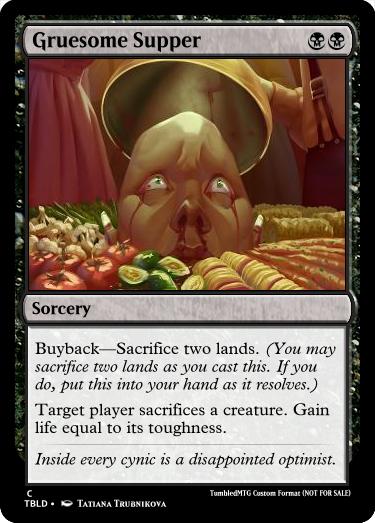 Gruesome Supper
Sorcery
Buyback—Sacrifice two lands. (You may
sacrifice two lands as you cast this. If you
do, put this into your hand as it resolves.)
Target player sacrifices a creature. Gain
life equal to its toughness.
Inside every cynic is a disappointed optimist.
C
TBLD • Tatiana Trubnikova
TumbledMTG Custom Format (NOT FOR SALE)